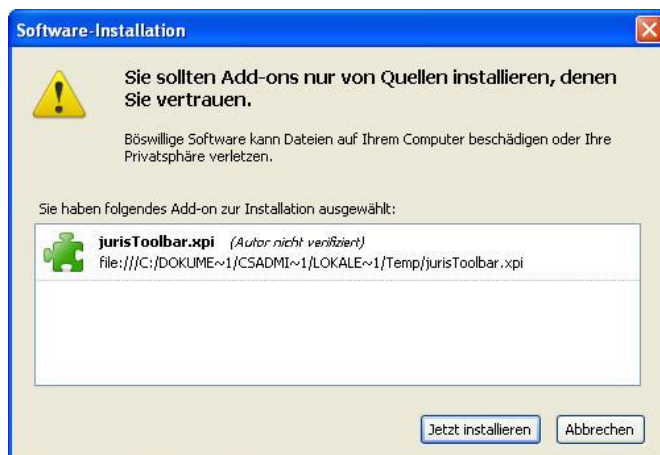 Software-Installation
Sie sollten Add-ons nur von Quellen installieren, denen
Sie vertrauen.
Böswillige Software kann Dateien auf Ihrem Computer beschädigen oder Ihre
Privatsphäre verletzen.
Sie haben folgendes Add-on zur Installation ausgewählt:
jurisToolbar.xpi (Autor nicht verifiziert)
file:///C:/DOKUME~1/CSADMI~1/LOKALE~1/Temp/jurisToolbar.xpi
Jetzt installieren Abbrechen